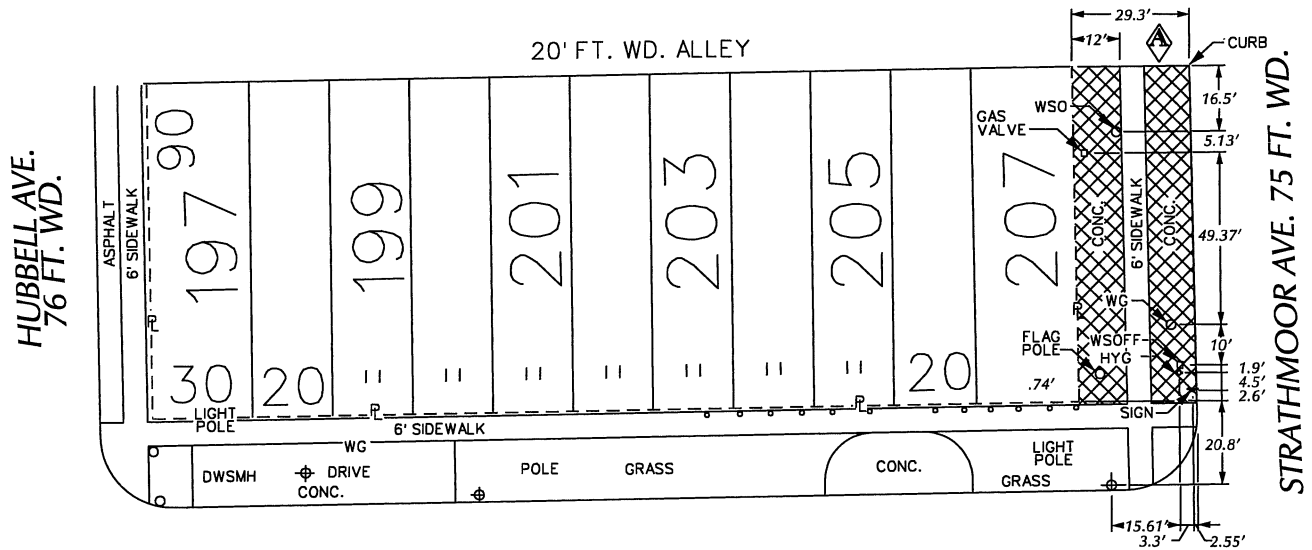 29.3'
12'
A
CURB
20' FT. WD. ALLEY
16.5'
WSO
GAS
VALVE
5.13'
HUBBELL AVE.
76 FT. WD.
ASPHALT
6' SIDEWALK
90
197
199
201
203
205
207
CONC.
6' SIDEWALK
CONC.
49.37'
STRATHMOOR AVE. 75 FT. WD.
PL
PL
WG
FLAG
POLE
WSOFF
HYG
10'
1.9'
4.5'
2.6'
30
20
"
"
"
"
"
"
"
20
.74'
PL
PL
LIGHT
POLE
6' SIDEWALK
SIGN
20.8'
WG
DWSMH
DRIVE
CONC.
POLE
GRASS
CONC.
LIGHT
POLE
GRASS
15.61'
3.3'
2.55'